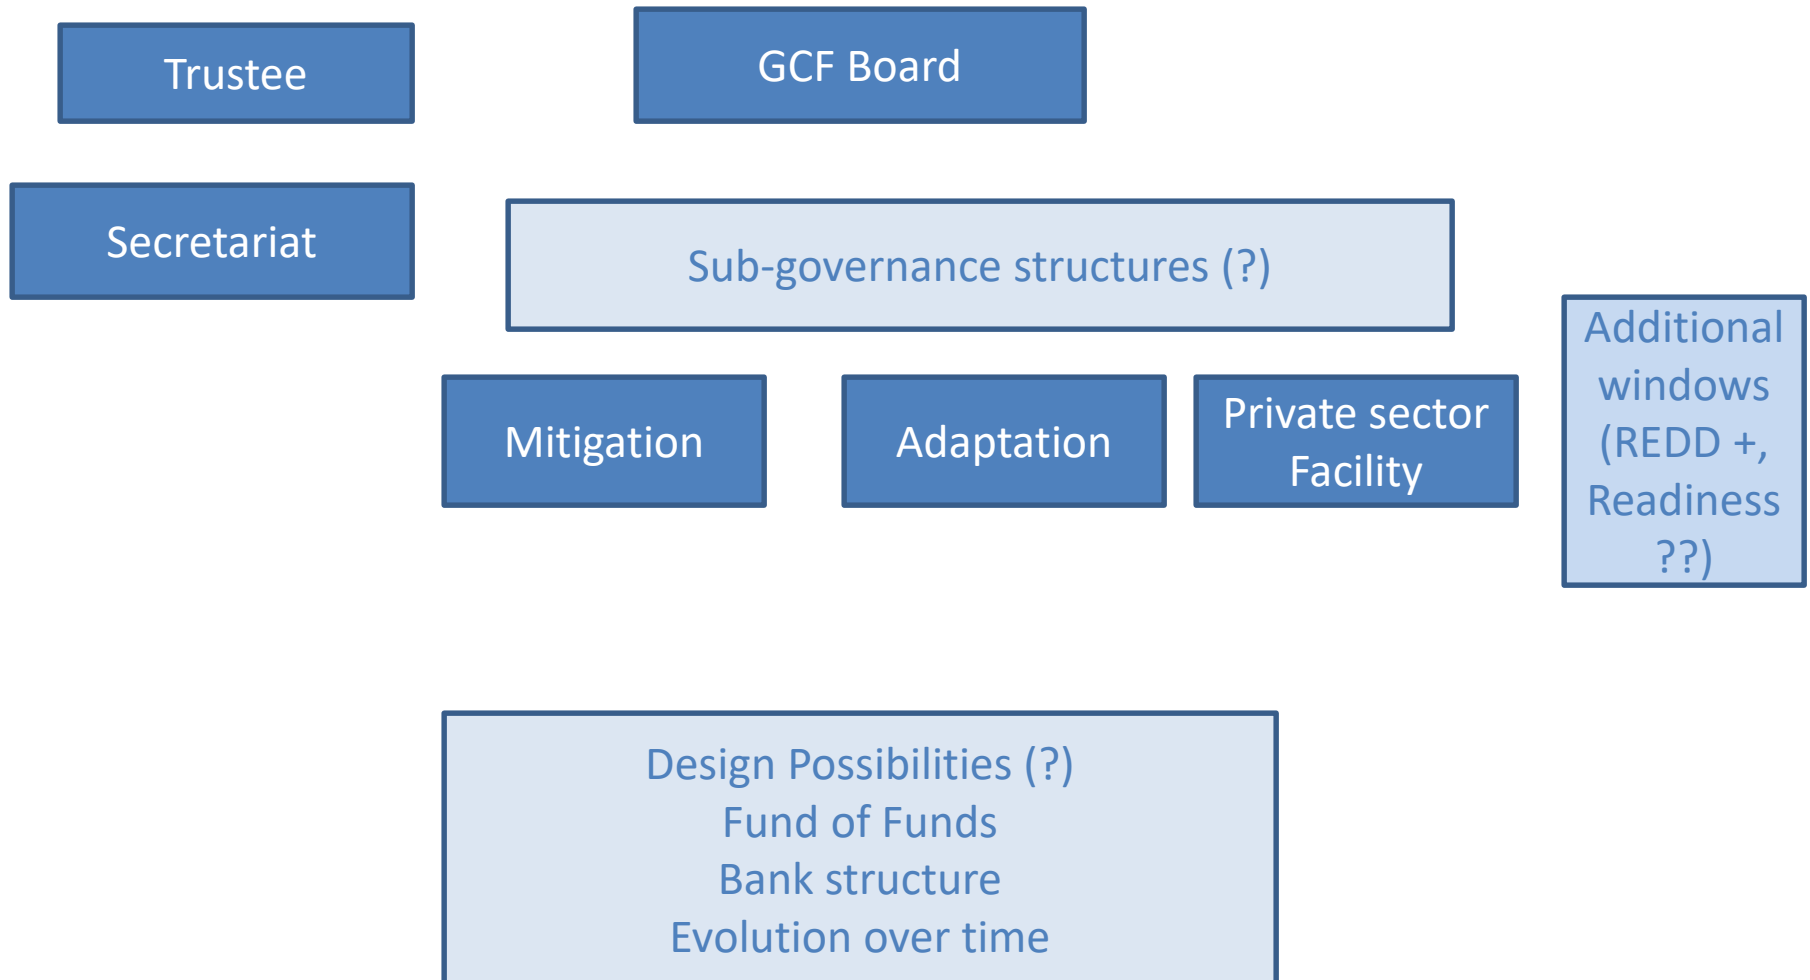 Trustee
GCF Board
Secretariat
Sub-governance structures (?)
Mitigation
Adaptation
Private sector
Facility
Additional
windows
(REDD +,
Readiness
??)
Design Possibilities (?)
Fund of Funds
Bank structure
Evolution over time